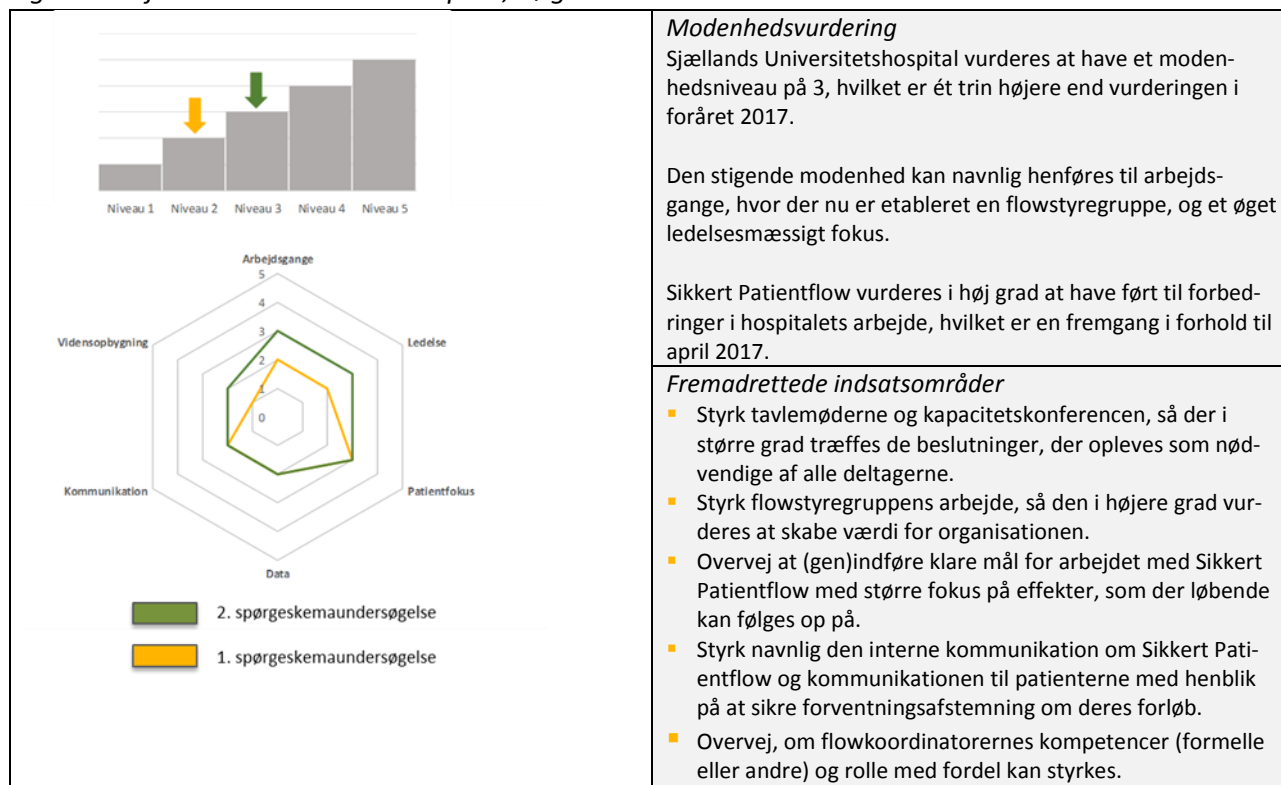 Niveau 1 Niveau 2 Niveau 3 Niveau 4 Niveau 5
Arbejdsgange
5
4
3
2
1
0
Vidensopbygning
Ledelse
Kommunikation
Patientfokus
Data
2. spørgeskemaundersøgelse
1. spørgeskemaundersøgelse
Modenhedsvurdering
Sjællands Universitetshospital vurderes at have et moden-
hedsniveau på 3, hvilket er ét trin højere end vurderingen i
foråret 2017.
Den stigende modenhed kan navnlig henføres til arbejds-
gange, hvor der nu er etableret en flowstyregruppe, og et øget
ledelsesmæssigt fokus.
Sikkert Patientflow vurderes i høj grad at have ført til forbed-
ringer i hospitalets arbejde, hvilket er en fremgang i forhold til
april 2017.
Fremadrettede indsatsområder
▪ Styrk tavlemøderne og kapacitetskonferencen, så der i
større grad træffes de beslutninger, der opleves som nød-
vendige af alle deltagerne.
▪ Styrk flowstyregruppens arbejde, så den i højere grad vur-
deres at skabe værdi for organisationen.
▪ Overvej at (gen)indføre klare mål for arbejdet med Sikkert
Patientflow med større fokus på effekter, som der løbende
kan følges op på.
▪ Styrk navnlig den interne kommunikation om Sikkert Pati-
entflow og kommunikationen til patienterne med henblik
på at sikre forventningsafstemning om deres forløb.
▪ Overvej, om flowkoordinatorernes kompetencer (formelle
eller andre) og rolle med fordel kan styrkes.